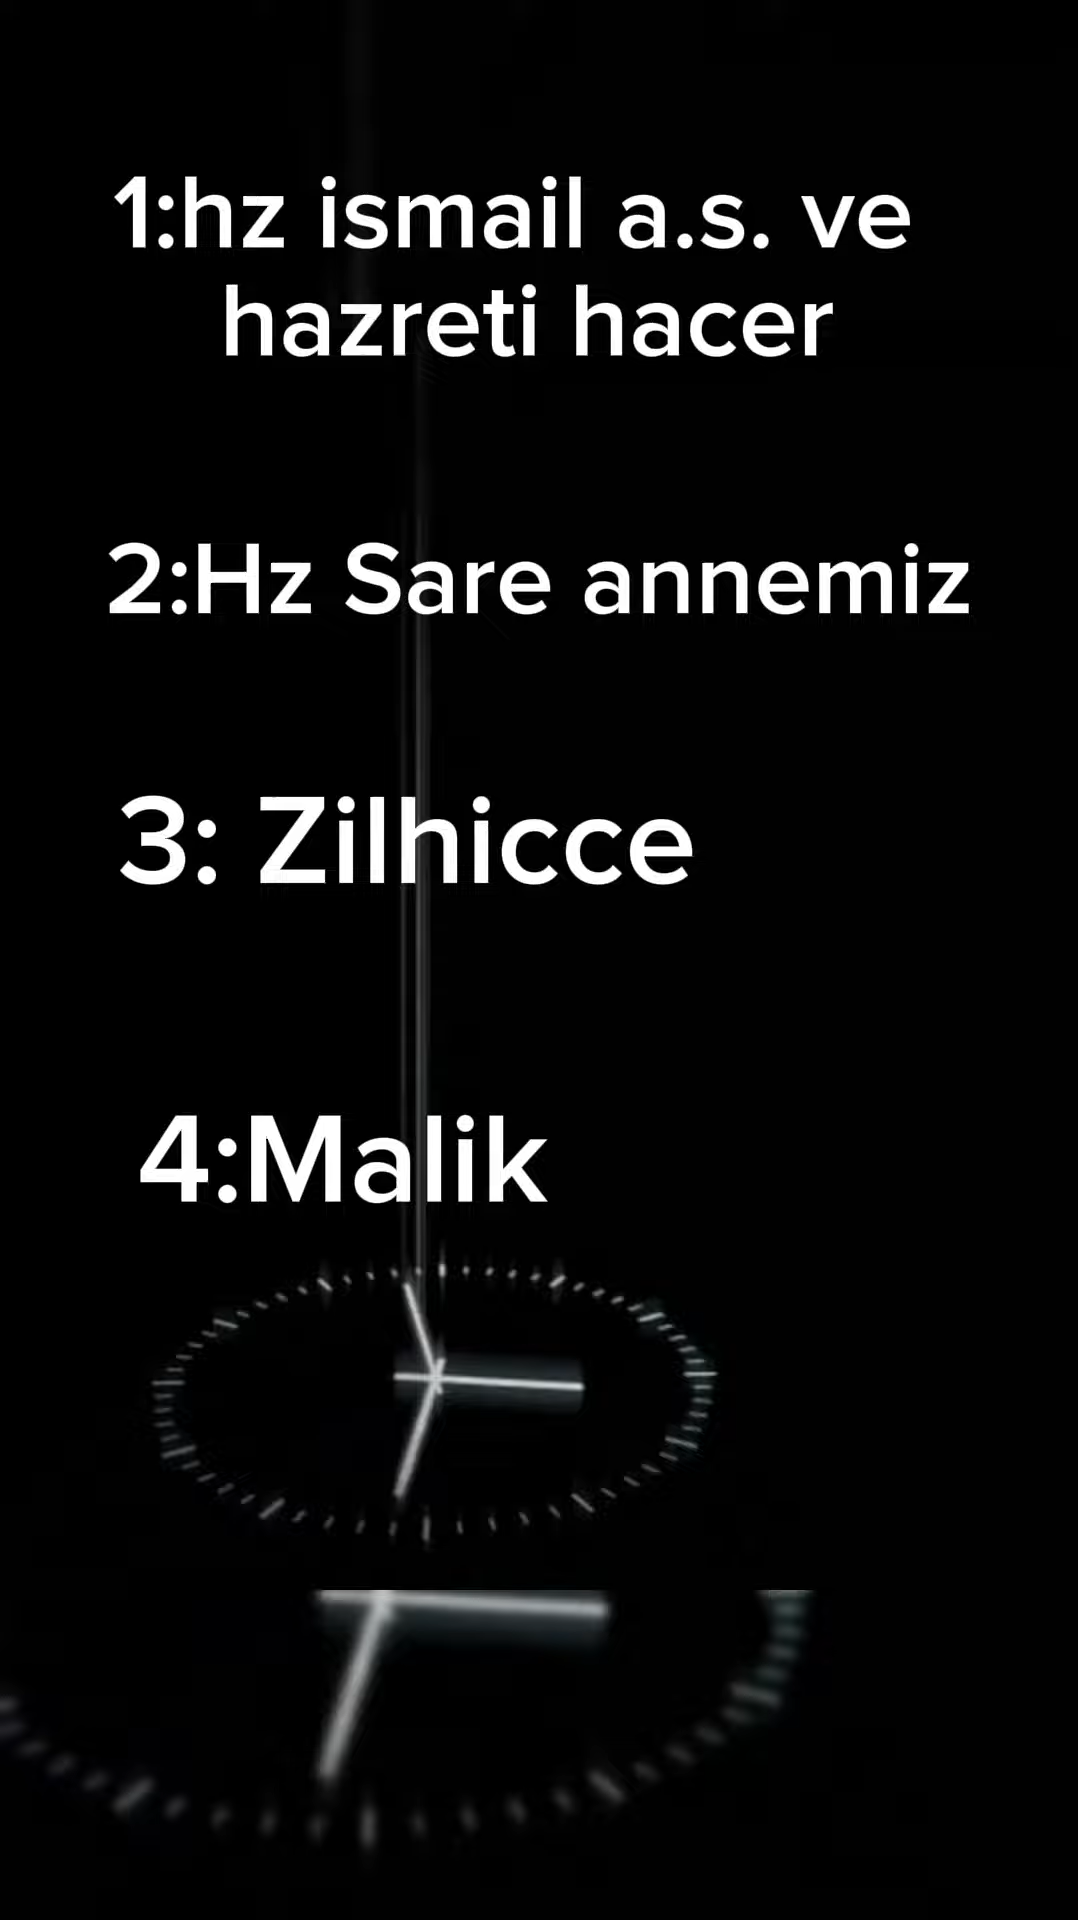 1:hz ismail a.s. ve
hazreti hacer
2:Hz Sare annemiz
3: Zilhicce
4:Malik